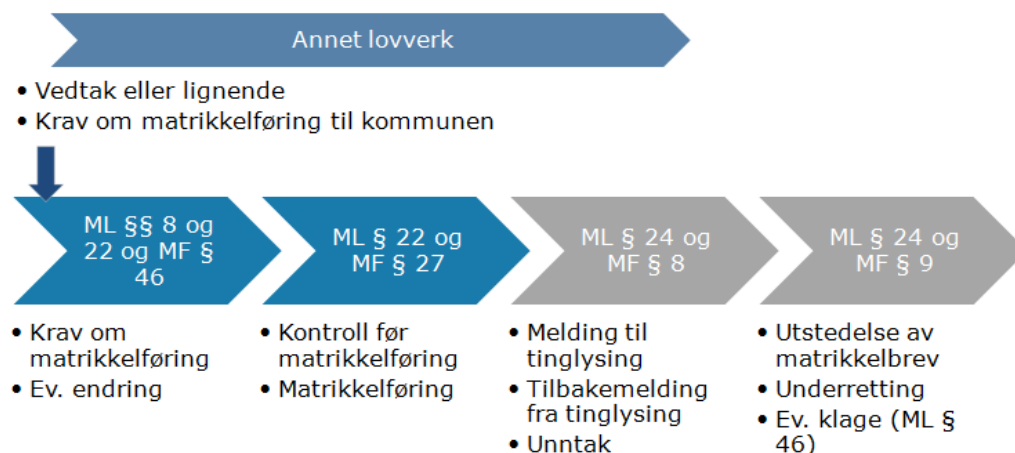 Annet lovverk
• Vedtak eller lignende
• Krav om matrikkelføring til kommunen
ML §§ 8 og
22 og MF §
46
• Krav om
matrikkelføring
• Ev. endring
ML § 22 og
MF § 27
• Kontroll før
matrikkelføring
• Matrikkelføring
ML § 24 og
MF § 8
• Melding til
tinglysing
• Tilbakemelding
fra tinglysing
• Unntak
ML § 24 og
MF § 9
• Utstedelse av
matrikkelbrev
• Underretting
• Ev. klage (ML §
46)